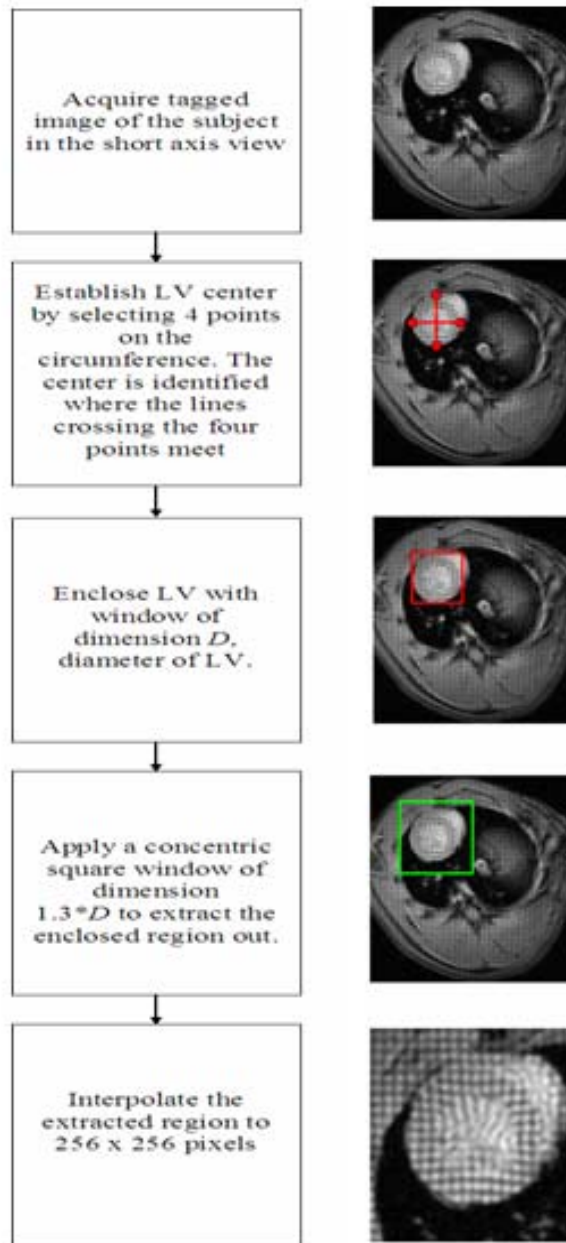 Acquire tagged
image of the subject
in the short axis view
Establish LV center
by selecting 4 points
on the
circumference. The
center is identified
where the lines
crossing the four
points meet
Enclose LV with
window of
dimension D,
diameter of LV.
Apply a concentric
square window of
dimension
1.3*D to extract the
enclosed region out.
Interpolate the
extracted region to
256 x 256 pixels